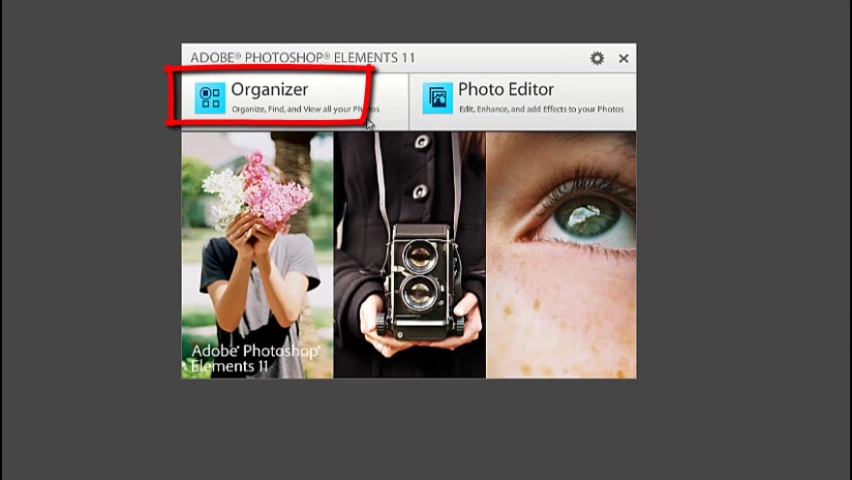 ADOBE® PHOTOSHOP® ELEMENTS 11
Organizer
Organize, Find, and View all your Photos
Photo Editor
Edit, Enhance, and add Effects to your Photos
Adobe® Photoshop®
Elements 11